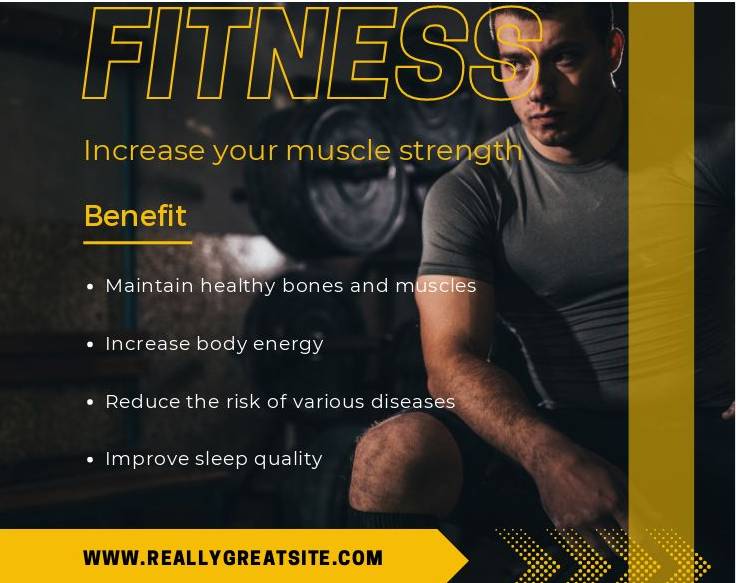 FITNESS
Increase your muscle strength
Benefit
• Maintain healthy bones and muscles
• Increase body energy
• Reduce the risk of various diseases
• Improve sleep quality
WWW.REALLYGREATSITE.COM